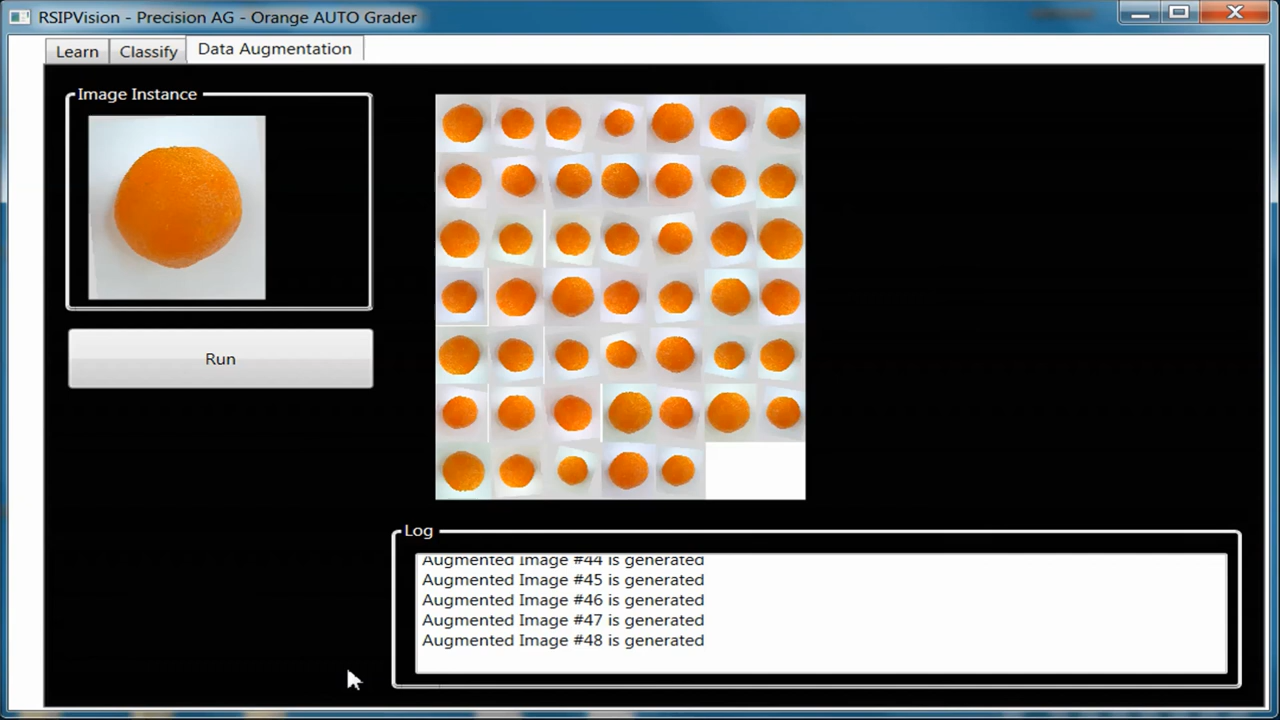 RSIPVision - Precision AG - Orange AUTO Grader
Learn
Classify
Data Augmentation
Image Instance
Run
Log
Augmented Image #44 is generated
Augmented Image #45 is generated
Augmented Image #46 is generated
Augmented Image #47 is generated
Augmented Image #48 is generated